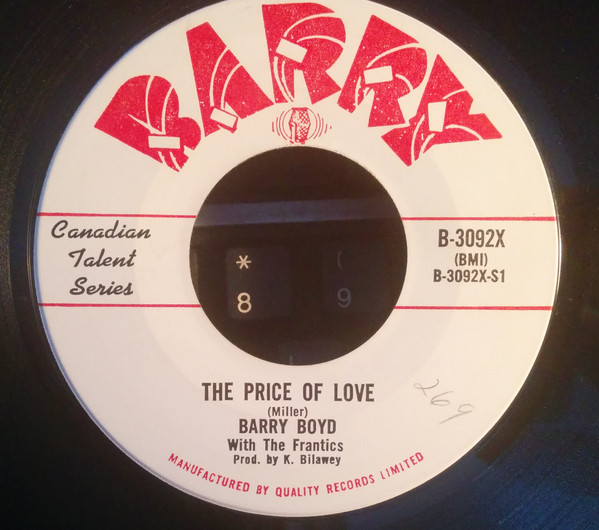 BARRY
Canadian
Talent
Series
B-3092X
(BMI)
B-3092X-S1
*
(
8
9
THE PRICE OF LOVE
(Miller)
BARRY BOYD
With The Frantics
Prod. by K. Bilawey
269
MANUFACTURED BY QUALITY RECORDS LIMITED